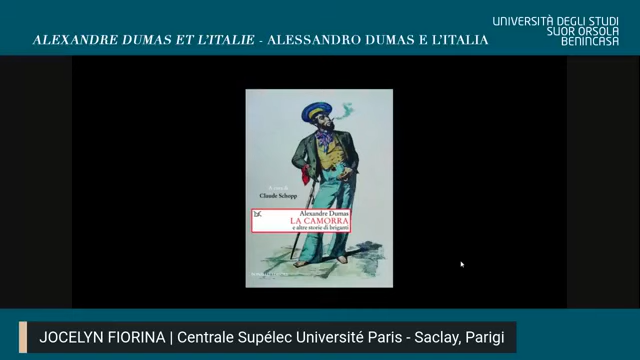 ALEXANDRE DUMAS ET L'ITALIE - ALESSANDRO DUMAS E L'ITALIA
UNIVERSITÀ DEGLI STUDI
SUOR ORSOLA
BENINCASA
A cura di
Claude Schopp
Alexandre Dumas
LA CAMORRA
e altre storie di briganti
JOCELYN FIORINA | Centrale Supélec Université Paris - Saclay, Parigi